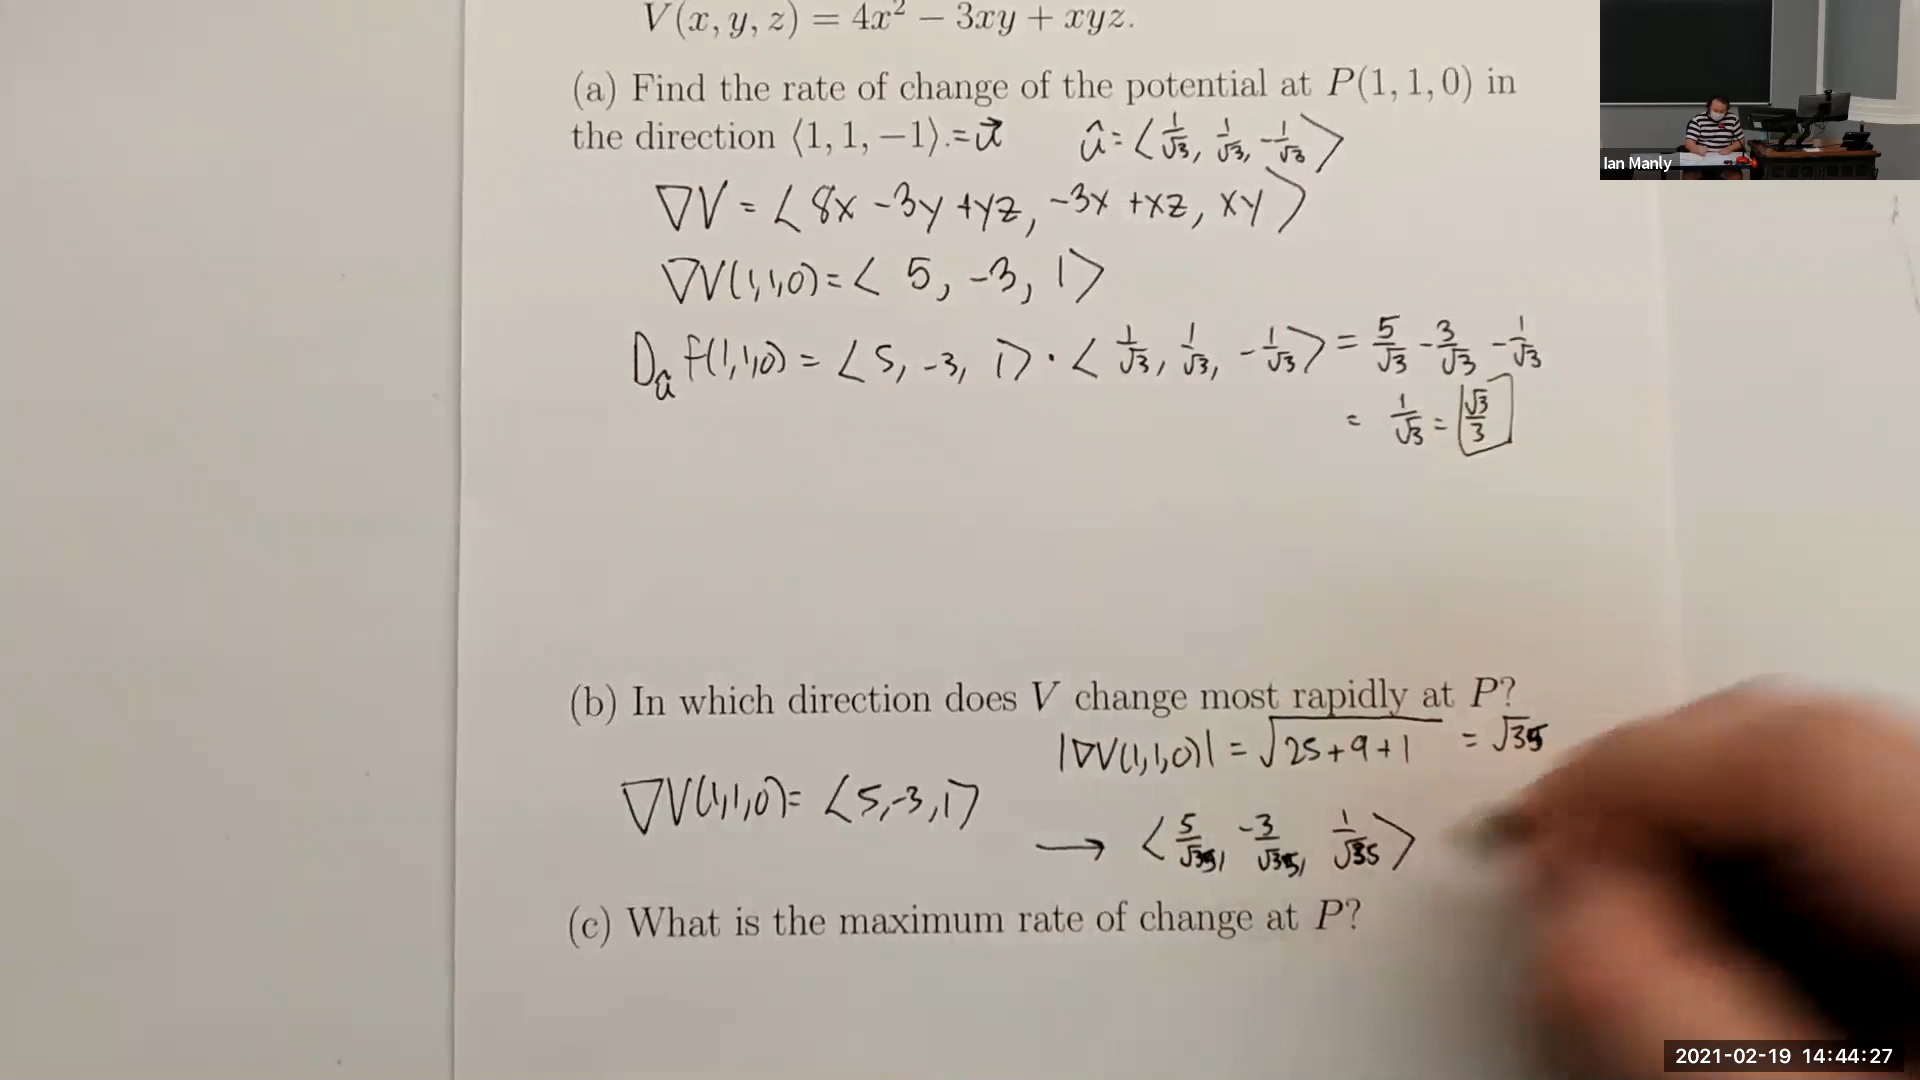 V(x, y, z) = 4x² − 3xy + xyz.
(a) Find the rate of change of the potential at P(1, 1, 0) in
the direction ⟨1, 1, −1⟩. = u⃗    û = ⟨1/√3, 1/√3, -1/√3⟩
∇V = ⟨8x - 3y + yz, -3x + xz, xy⟩
∇V(1,1,0) = ⟨5, -3, 1⟩
D_û f(1,1,0) = ⟨5, -3, 1⟩ · ⟨1/√3, 1/√3, -1/√3⟩ = 5/√3 - 3/√3 - 1/√3
= 1/√3 = √3/3
(b) In which direction does V change most rapidly at P?
|∇V(1,1,0)| = √25+9+1 = √35
∇V(1,1,0) = ⟨5,-3,1⟩
→ ⟨5/√35, -3/√35, 1/√35⟩
(c) What is the maximum rate of change at P?
Ian Manly
2021-02-19 14:44:27